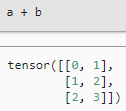 a + b
tensor([[0, 1],
        [1, 2],
        [2, 3]])